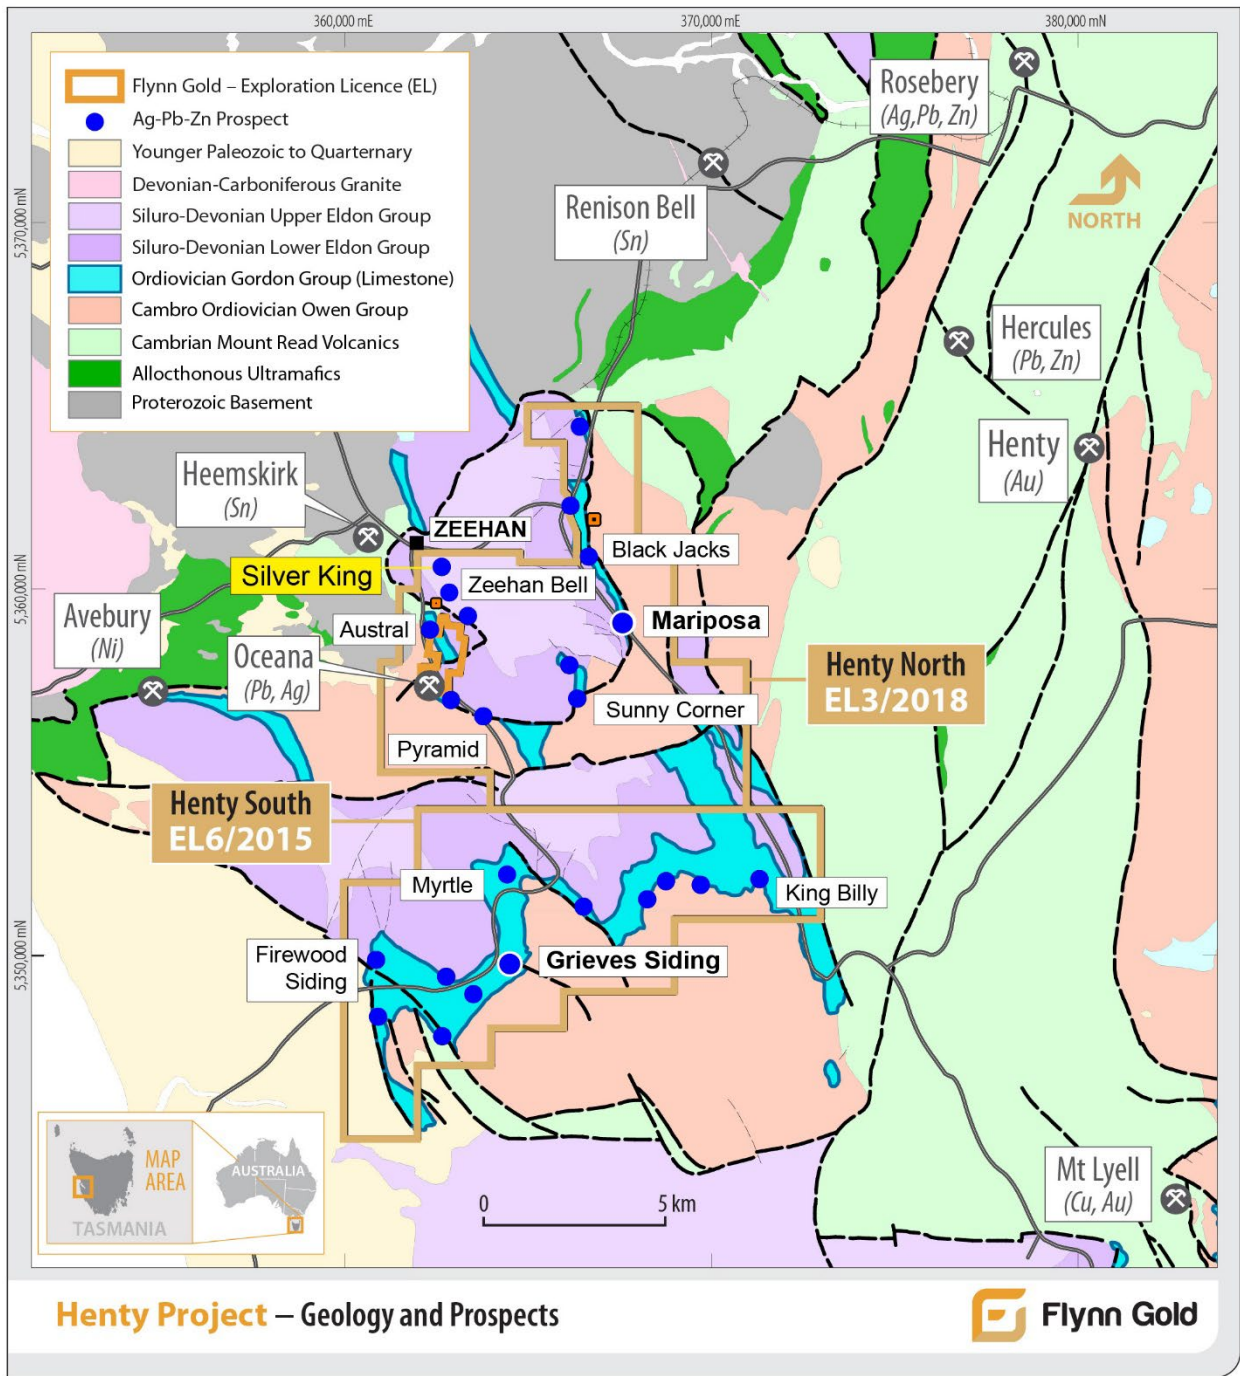 360,000 mE
370,000 mE
380,000 mN
5,370,000 mN
5,360,000 mN
5,350,000 mN
Flynn Gold – Exploration Licence (EL)
Ag-Pb-Zn Prospect
Younger Paleozoic to Quarternary
Devonian-Carboniferous Granite
Siluro-Devonian Upper Eldon Group
Siluro-Devonian Lower Eldon Group
Ordiovician Gordon Group (Limestone)
Cambro Ordiovician Owen Group
Cambrian Mount Read Volcanics
Allocthonous Ultramafics
Proterozoic Basement
Rosebery
(Ag,Pb, Zn)
NORTH
Renison Bell
(Sn)
Hercules
(Pb, Zn)
Henty
(Au)
Heemskirk
(Sn)
ZEEHAN
Black Jacks
Silver King
Zeehan Bell
Avebury
(Ni)
Austral
Mariposa
Oceana
(Pb, Ag)
Henty North
EL3/2018
Sunny Corner
Pyramid
Henty South
EL6/2015
Myrtle
King Billy
Firewood
Siding
Grieves Siding
MAP
AREA
TASMANIA
AUSTRALIA
0
5 km
Mt Lyell
(Cu, Au)
Henty Project – Geology and Prospects
Flynn Gold